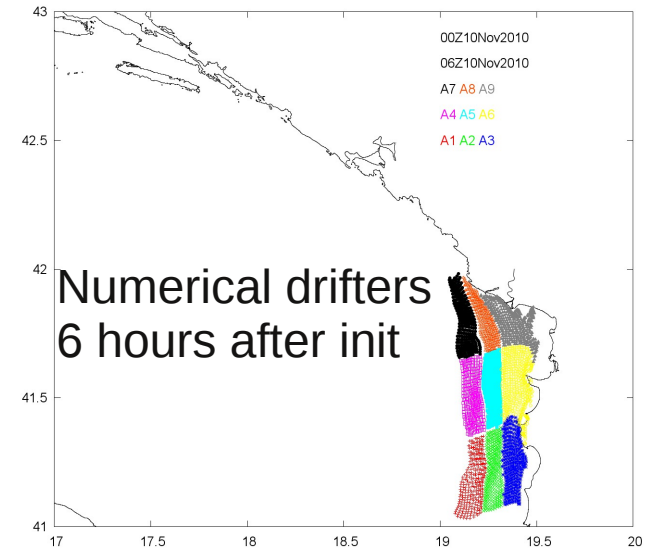 43
00Z10Nov2010
06Z10Nov2010
A7 A8 A9
A4 A5 A6
A1 A2 A3
42.5
42
Numerical drifters
6 hours after init
41.5
41
17 17.5 18 18.5 19 19.5 20